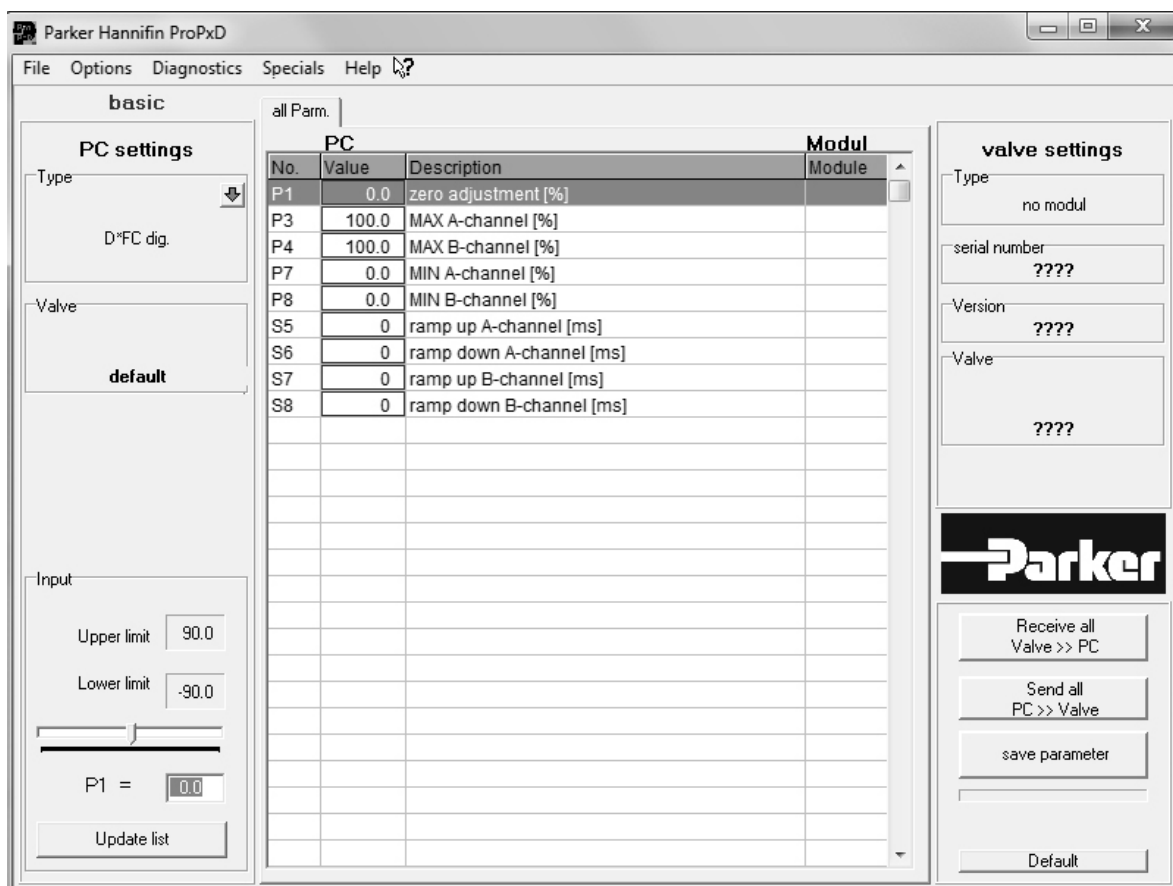 Parker Hannifin ProPxD
File Options Diagnostics Specials Help
basic
PC settings
Type
D*FC dig.
Valve
default
Input
Upper limit 90.0
Lower limit -90.0
P1 = 0.0
Update list
all Parm.
PC Modul
No. Value Description Module
P1 0.0 zero adjustment [%]
P3 100.0 MAX A-channel [%]
P4 100.0 MAX B-channel [%]
P7 0.0 MIN A-channel [%]
P8 0.0 MIN B-channel [%]
S5 0 ramp up A-channel [ms]
S6 0 ramp down A-channel [ms]
S7 0 ramp up B-channel [ms]
S8 0 ramp down B-channel [ms]
valve settings
Type
no modul
serial number
????
Version
????
Valve
????
Parker
Receive all
Valve >> PC
Send all
PC >> Valve
save parameter
Default